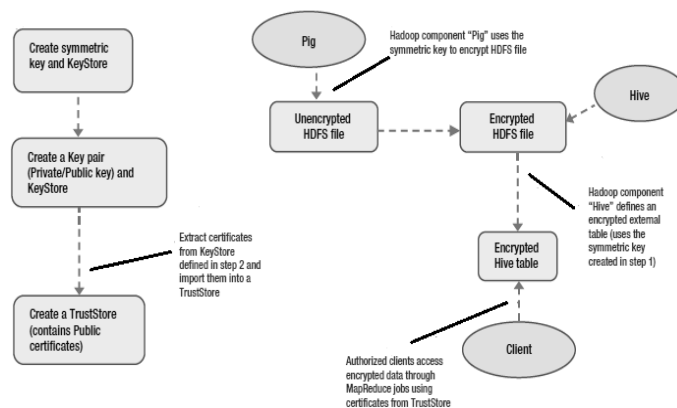 Create symmetric
key and KeyStore
Create a Key pair
(Private/Public key) and
KeyStore
Extract certificates
from KeyStore
defined in step 2 and
import them into a
TrustStore
Create a TrustStore
(contains Public
certificates)
Pig
Hadoop component “Pig” uses the
symmetric key to encrypt HDFS file
Unencrypted
HDFS file
Encrypted
HDFS file
Hive
Hadoop component
“Hive” defines an
encrypted external
table (uses the
symmetric key
created in step 1)
Encrypted
Hive table
Client
Authorized clients access
encrypted data through
MapReduce jobs using
certificates from TrustStore